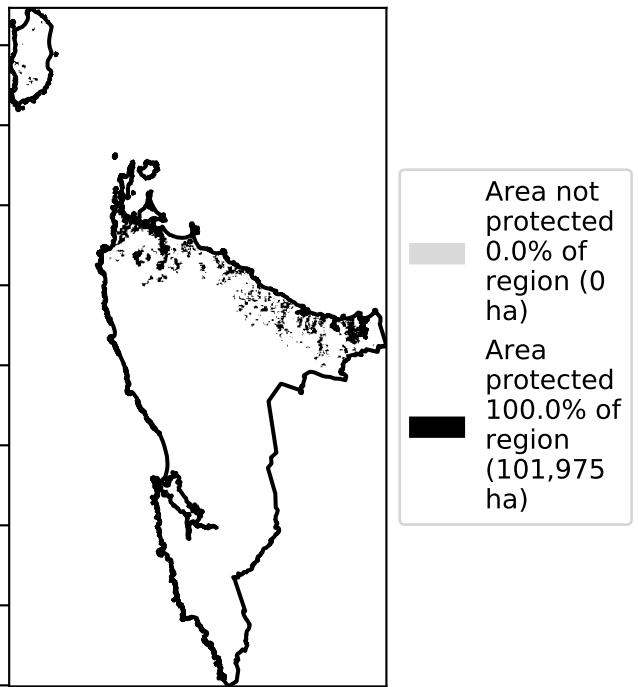 Area not
protected
0.0% of
region (0
ha)
Area
protected
100.0% of
region
(101,975
ha)